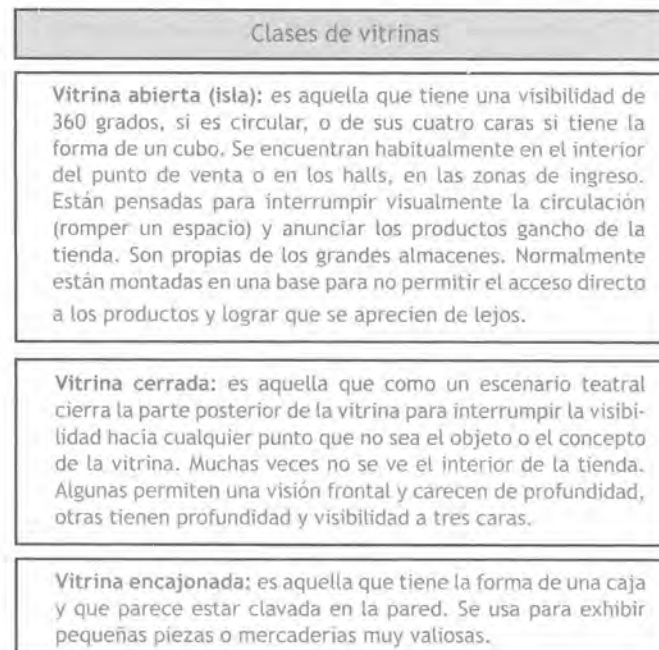 Clases de vitrinas
Vitrina abierta (isla): es aquella que tiene una visibilidad de
360 grados, si es circular, o de sus cuatro caras si tiene la
forma de un cubo. Se encuentran habitualmente en el interior
del punto de venta o en los halls, en las zonas de ingreso.
Están pensadas para interrumpir visualmente la circulación
(romper un espacio) y anunciar los productos gancho de la
tienda. Son propias de los grandes almacenes. Normalmente
están montadas en una base para no permitir el acceso directo
a los productos y lograr que se aprecien de lejos.
Vitrina cerrada: es aquella que como un escenario teatral
cierra la parte posterior de la vitrina para interrumpir la visibi-
lidad hacia cualquier punto que no sea el objeto o el concepto
de la vitrina. Muchas veces no se ve el interior de la tienda.
Algunas permiten una visión frontal y carecen de profundidad,
otras tienen profundidad y visibilidad a tres caras.
Vitrina encajonada: es aquella que tiene la forma de una caja
y que parece estar clavada en la pared. Se usa para exhibir
pequeñas piezas o mercaderías muy valiosas.